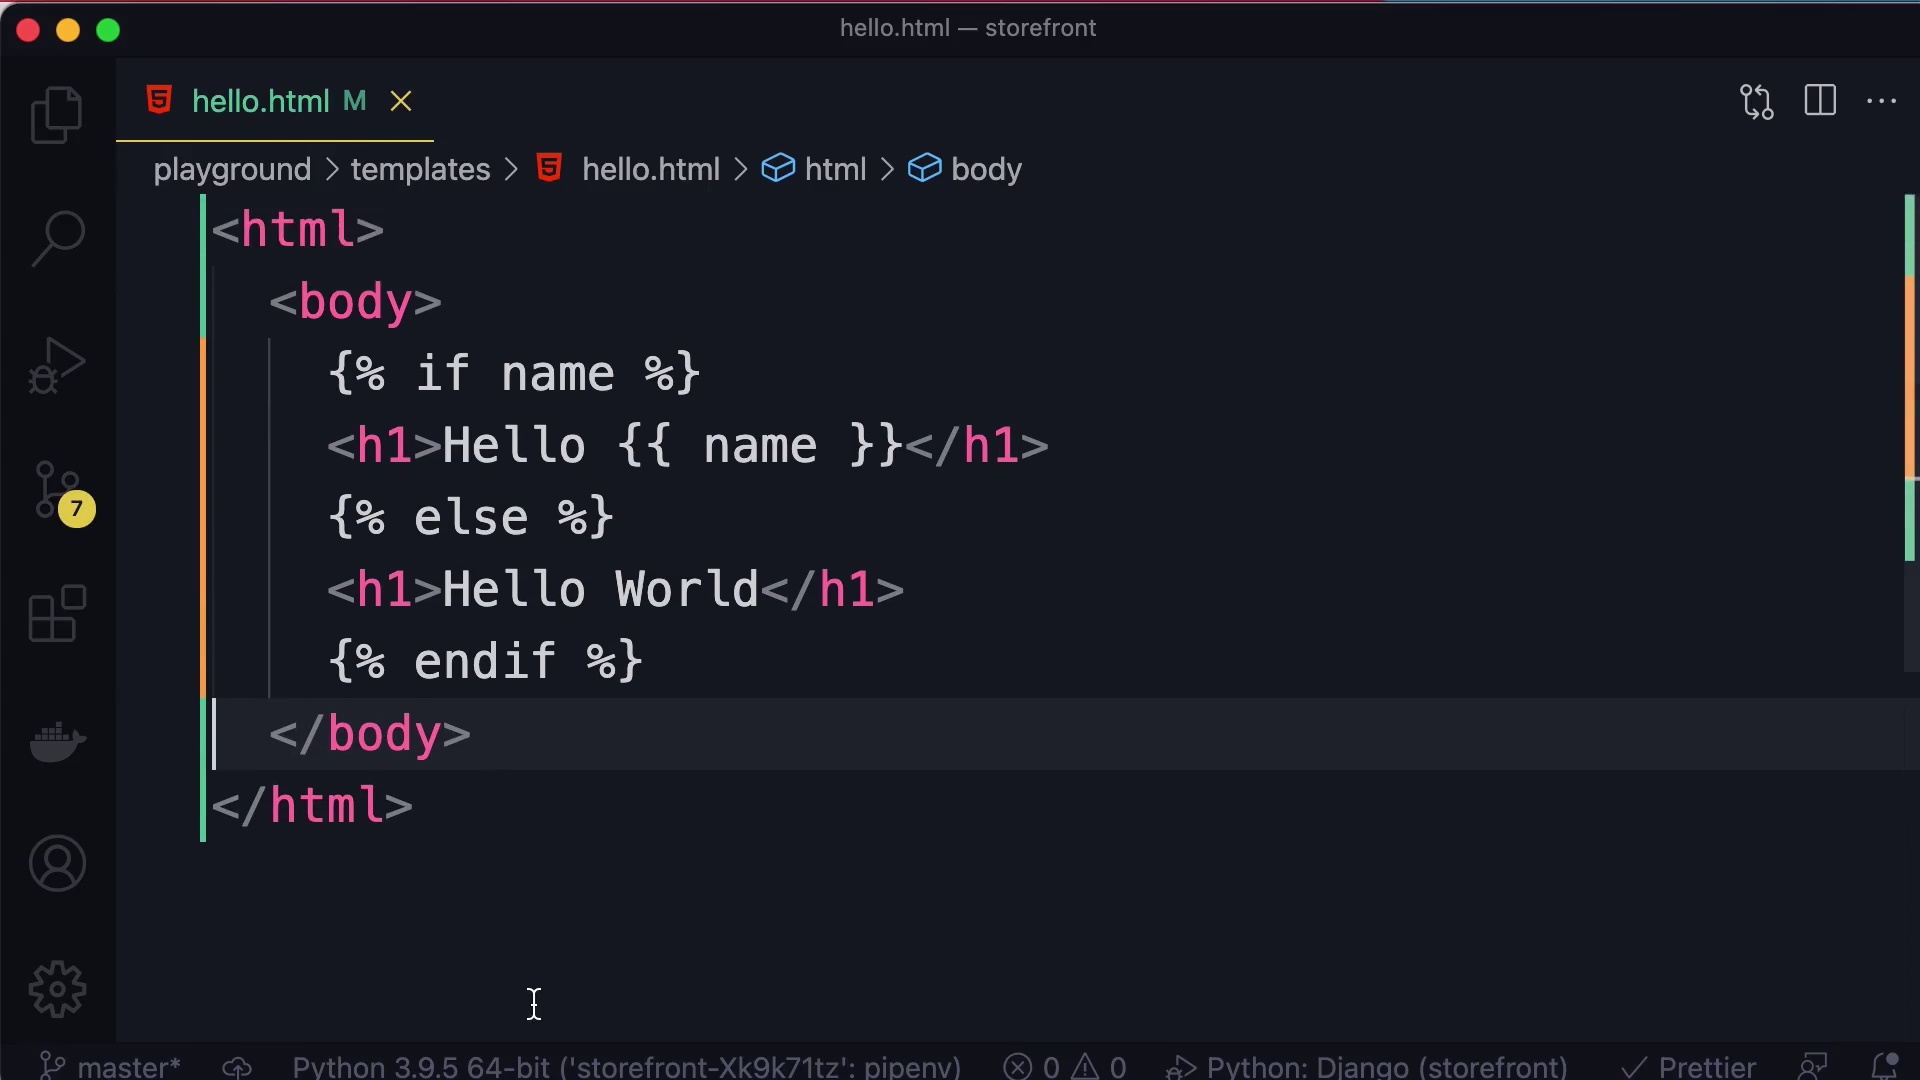 hello.html — storefront
hello.html M
playground > templates > hello.html > html > body
<html>
<body>
{% if name %}
<h1>Hello {{ name }}</h1>
{% else %}
<h1>Hello World</h1>
{% endif %}
</body>
</html>
7
master* Python 3.9.5 64-bit ('storefront-Xk9k71tz': pipenv) 0 0 Python: Django (storefront) Prettier